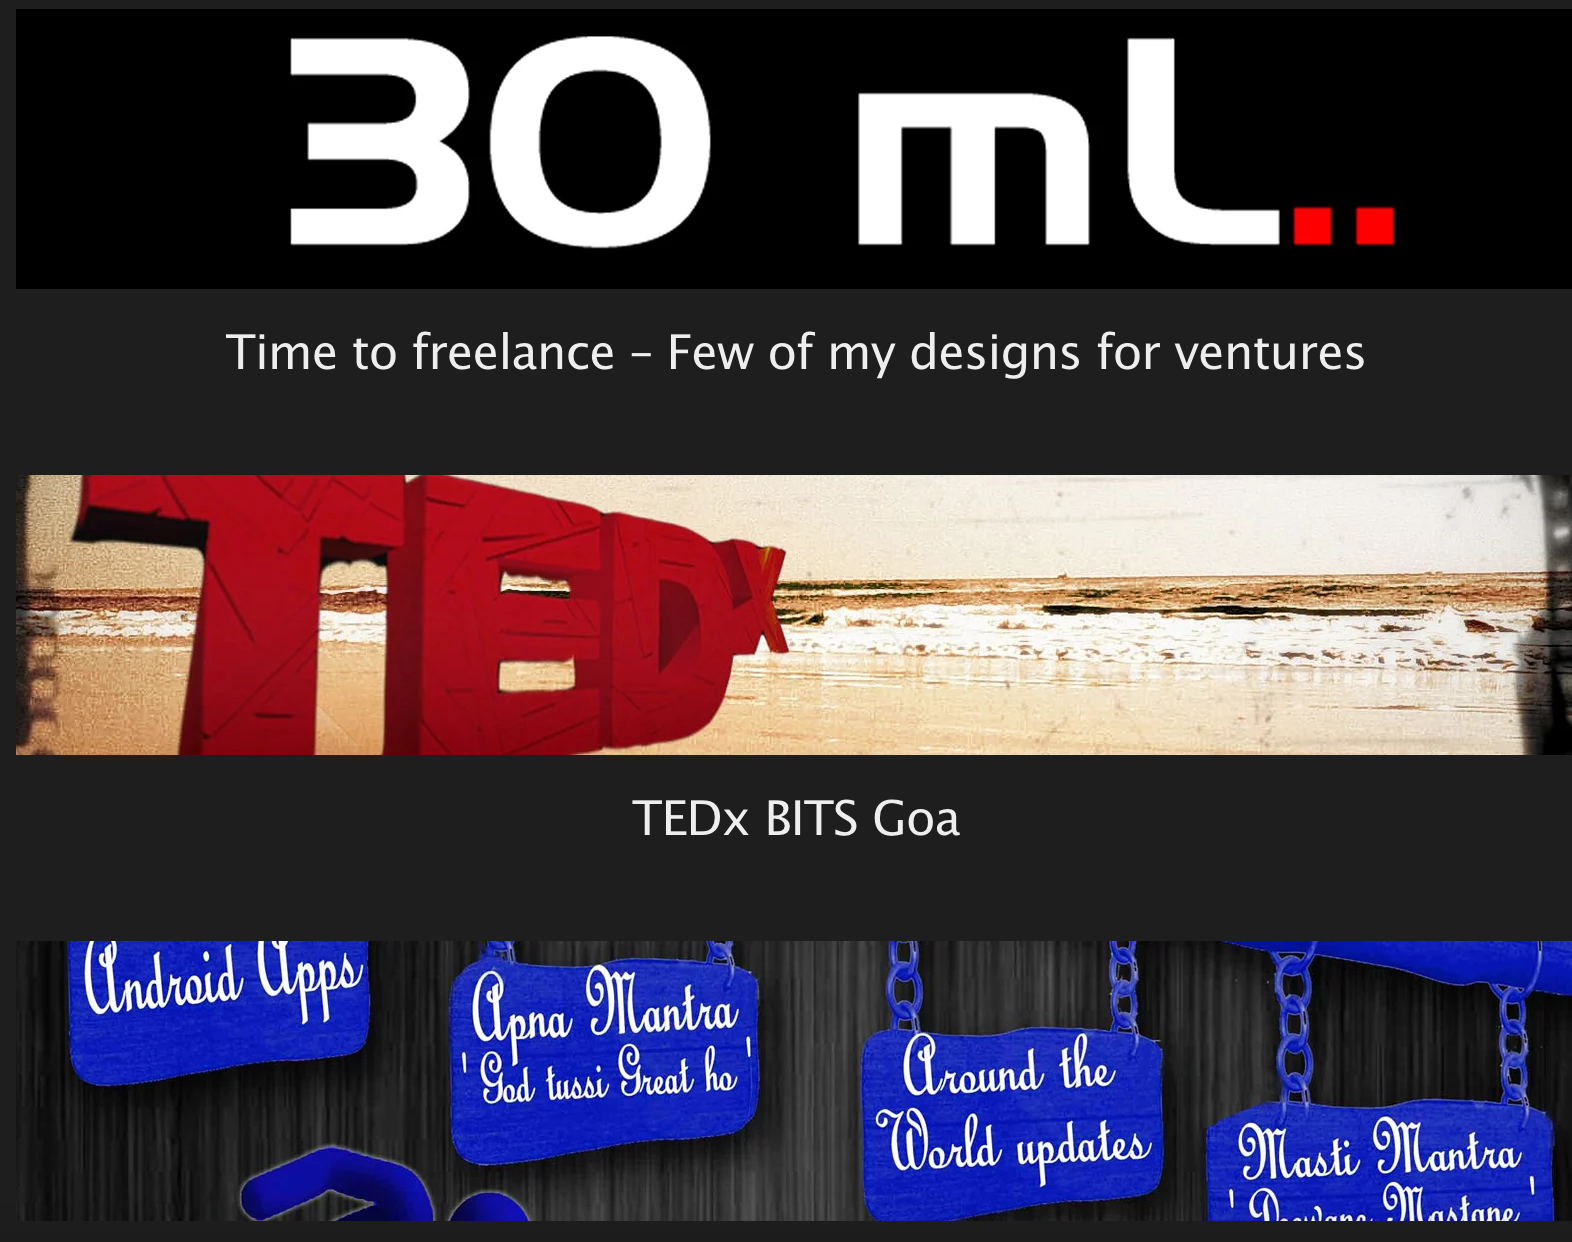 30 mL..
Time to freelance – Few of my designs for ventures
TEDx
TEDx BITS Goa
Android Apps
Apna Mantra
' God tussi Great ho '
Around the
World updates
Masti Mantra
' Deewane Mastane '